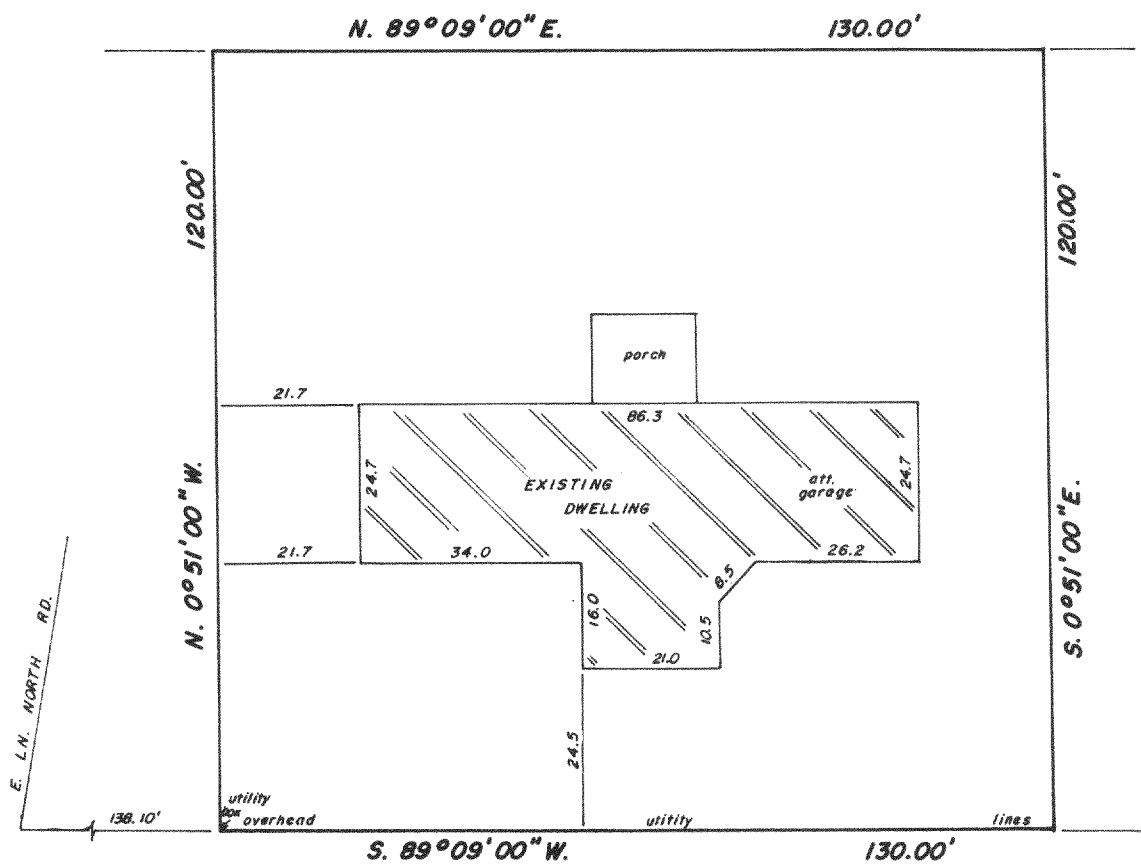 N. 89°09'00" E. 130.00'
120.00'
120.00'
porch
21.7
86.3
24.7
EXISTING
DWELLING
att.
garage
24.7
21.7
34.0
26.2
8.5
N. 0°51'00" W.
S. 0°51'00" E.
16.0
10.5
21.0
E. LN. NORTH RD.
24.5
138.10'
utility
box
overhead utitity lines
S. 89°09'00" W. 130.00'